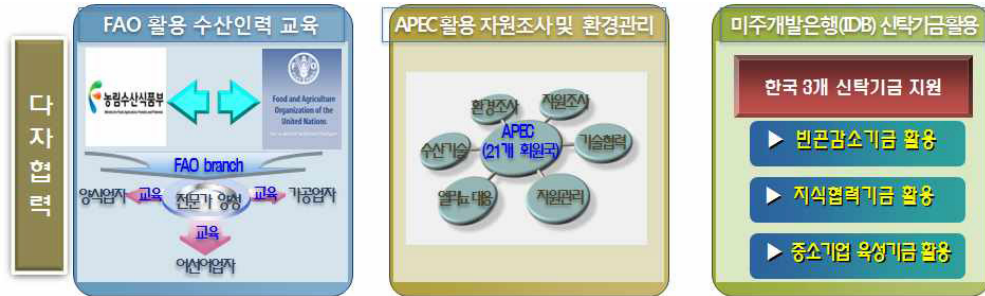 다자협력
FAO 활용 수산인력 교육
농림수산식품부
Food and Agriculture
Organization of the
United Nations
FAO branch
양식업자
교육
전문가 양성
교육
가공업자
교육
어선어업자
APEC 활용 자원조사 및 환경관리
환경조사
자원조사
수산기술
APEC
(21개 회원국)
기술협력
엘리뇨 대응
자원관리
미주개발은행(IDB) 신탁기금활용
한국 3개 신탁기금 지원
▶ 빈곤감소기금 활용
▶ 지식협력기금 활용
▶ 중소기업 육성기금 활용